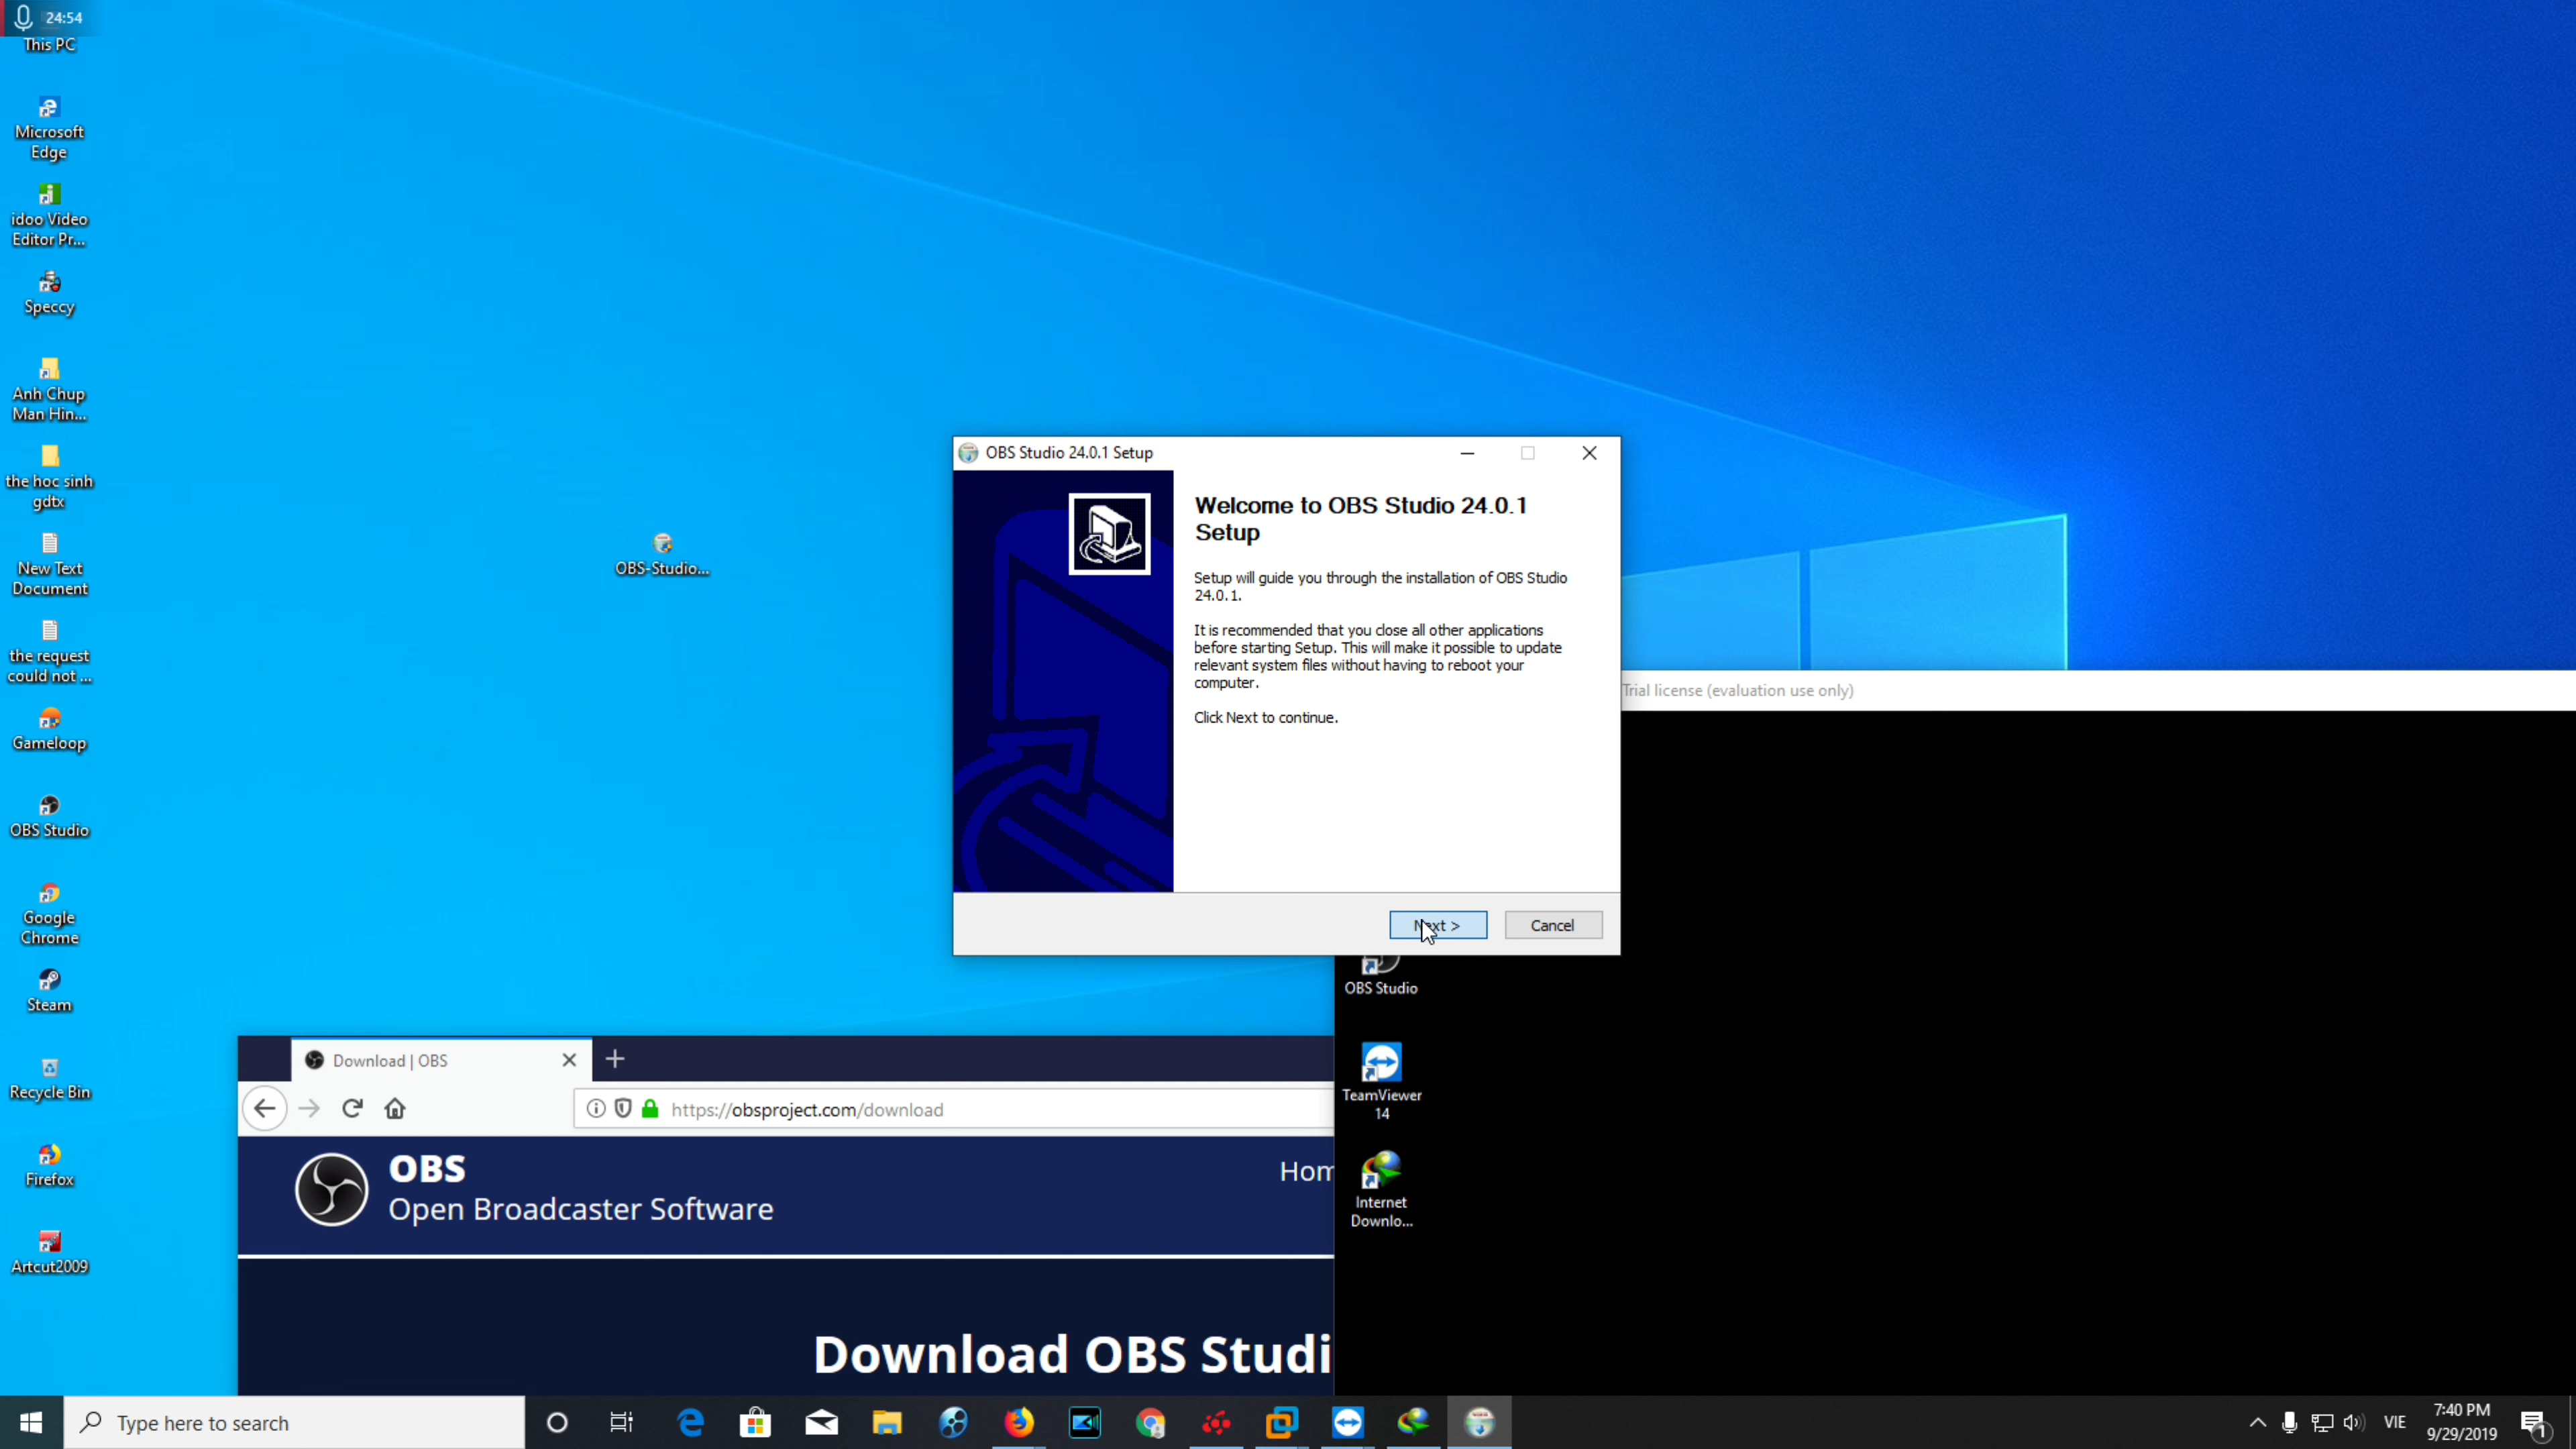 24:54
This PC
Microsoft
Edge
idoo Video
Editor Pr...
Speccy
Anh Chup
Man Hin...
the hoc sinh
gdtx
New Text
Document
the request
could not ...
Gameloop
OBS Studio
Google
Chrome
Steam
Recycle Bin
Firefox
Artcut2009
OBS-Studio...
OBS Studio 24.0.1 Setup
Welcome to OBS Studio 24.0.1
Setup
Setup will guide you through the installation of OBS Studio
24.0.1.
It is recommended that you close all other applications
before starting Setup. This will make it possible to update
relevant system files without having to reboot your
computer.
Click Next to continue.
Next >
Cancel
Trial license (evaluation use only)
OBS Studio
TeamViewer
14
Internet
Downlo...
Download | OBS
https://obsproject.com/download
OBS
Open Broadcaster Software
Hom
Download OBS Studi
Type here to search
VIE
7:40 PM
9/29/2019
1